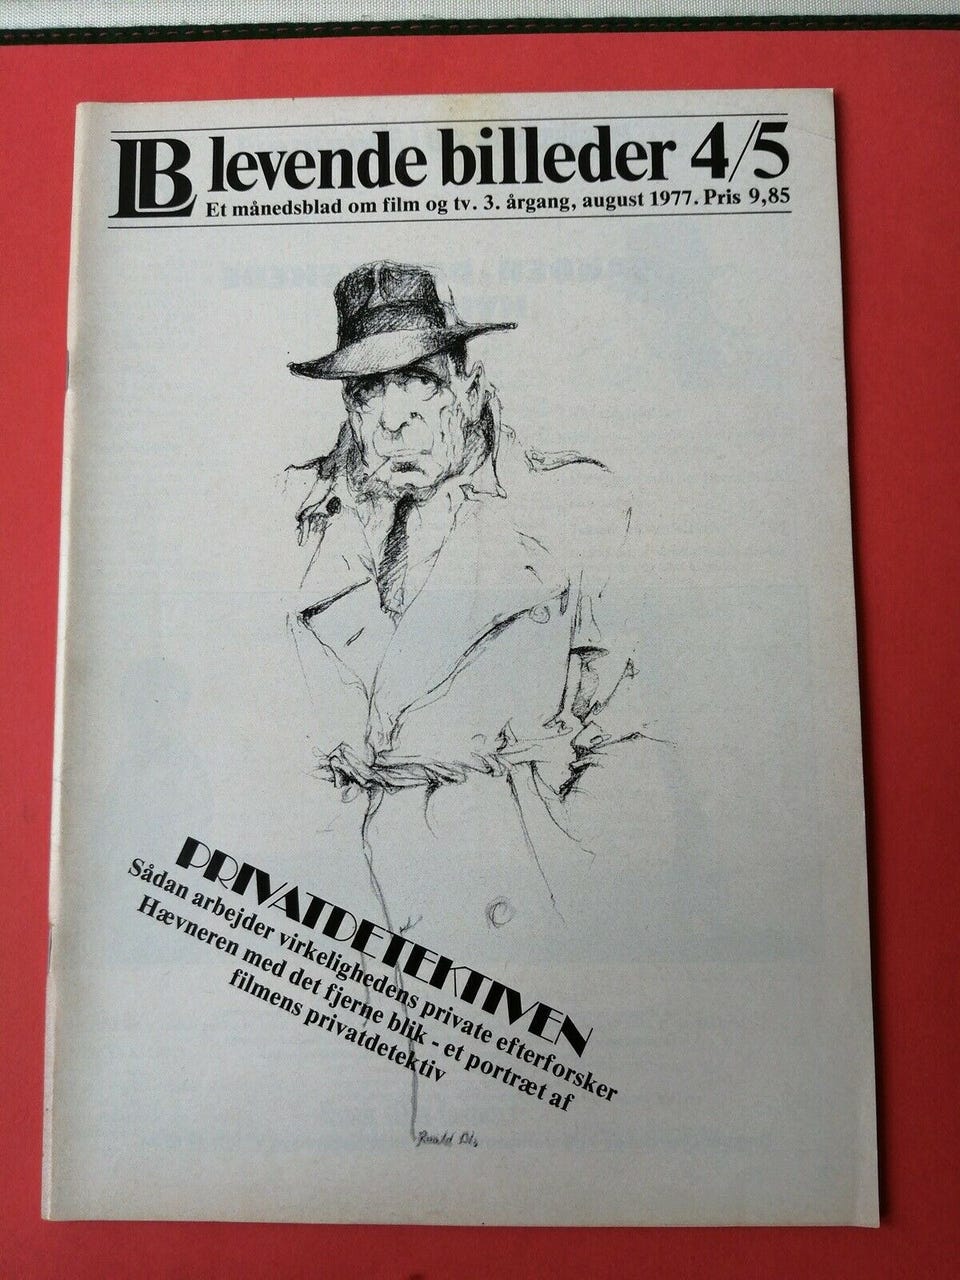 LB levende billeder 4/5
Et månedsblad om film og tv. 3. årgang, august 1977. Pris 9,85
PRIVATDETEKTIVEN
Sådan arbejder virkelighedens private efterforsker
Hævneren med det fjerne blik - et portræt af
filmens privatdetektiv